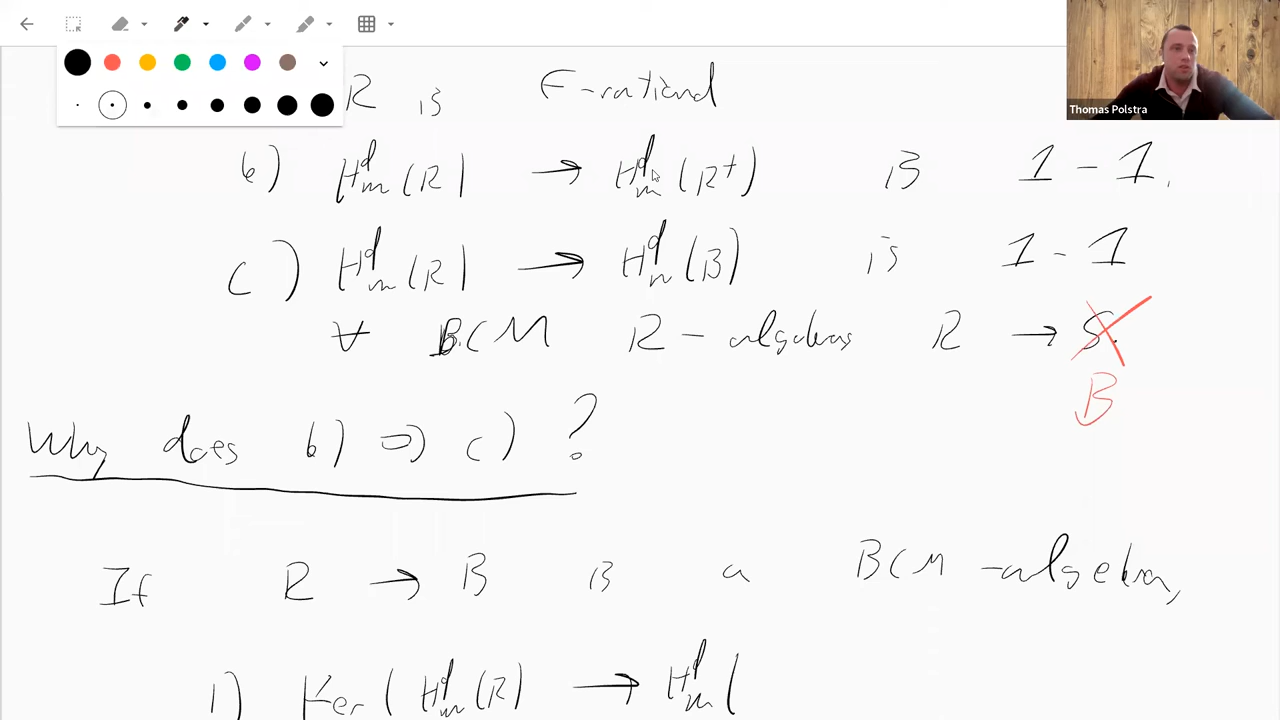 Thomas Polstra
R is F-rational
b) H^d_m(R) → H^d_m(R^+) is 1-1.
c) H^d_m(R) → H^d_m(B) is 1-1
∀ BCM R-algebras R → S.
B
Why does b) ⇒ c)?
If R → B is a BCM-algebra,
1) Ker( H^d_m(R) → H^d_m(